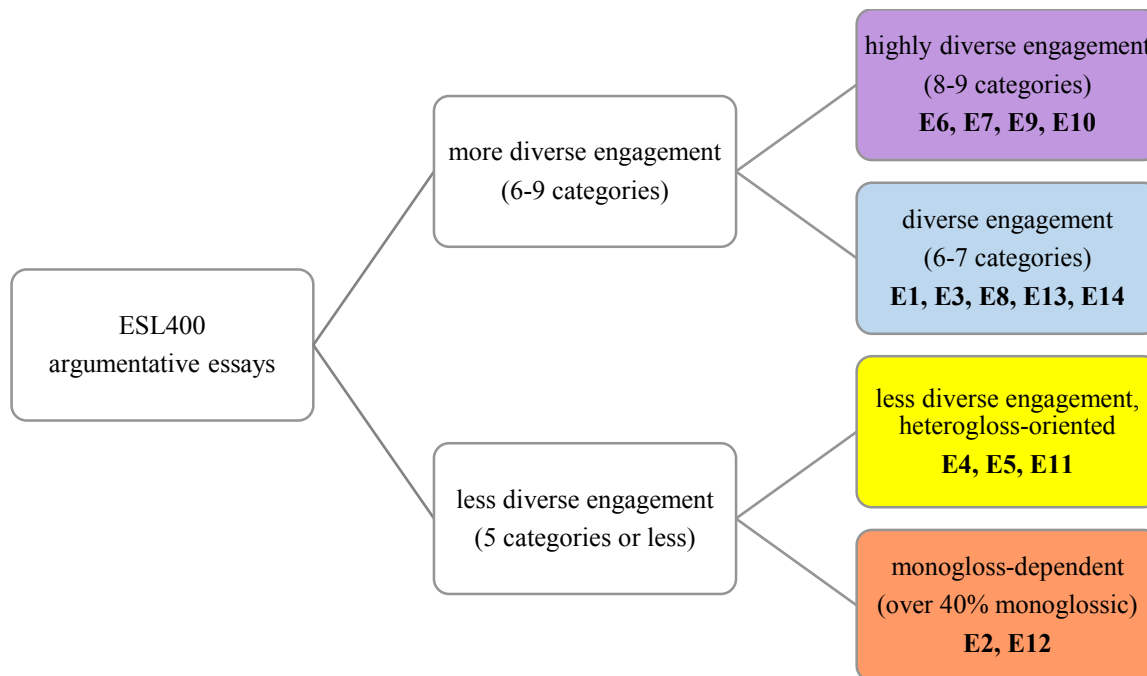 ESL400
argumentative essays
more diverse engagement
(6-9 categories)
highly diverse engagement
(8-9 categories)
E6, E7, E9, E10
diverse engagement
(6-7 categories)
E1, E3, E8, E13, E14
less diverse engagement
(5 categories or less)
less diverse engagement,
heterogloss-oriented
E4, E5, E11
monogloss-dependent
(over 40% monoglossic)
E2, E12